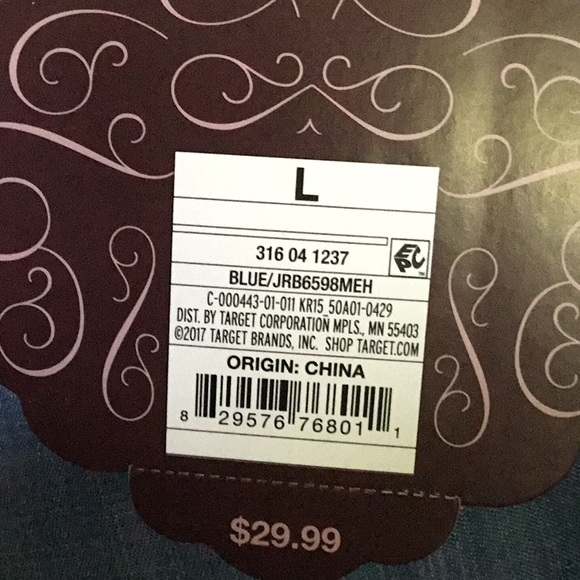 L
316 04 1237
EPC™
BLUE/JRB6598MEH
C-000443-01-011 KR15_50A01-0429
DIST. BY TARGET CORPORATION MPLS., MN 55403
©2017 TARGET BRANDS, INC. SHOP TARGET.COM
ORIGIN: CHINA
8 29576 76801 1
$29.99